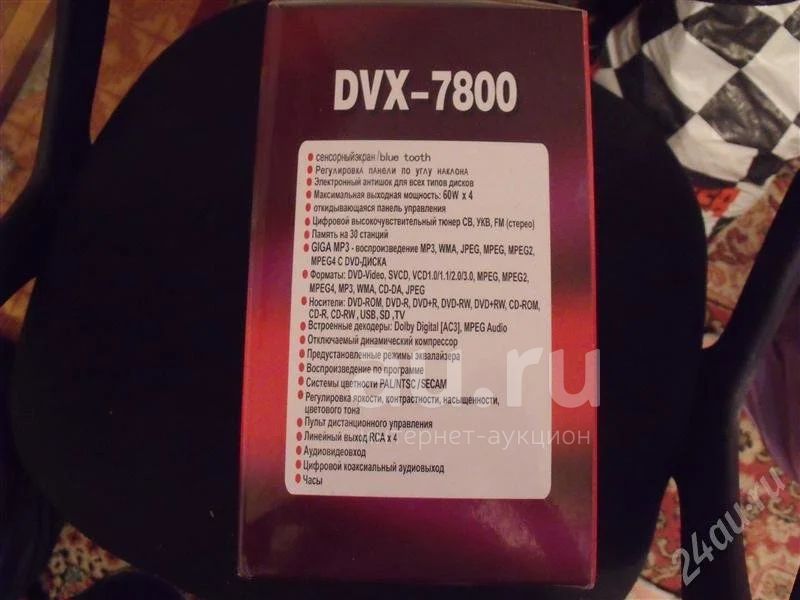 DVX-7800
• сенсорныйэкран/blue tooth
• Регулировка панели по углу наклона
• Электронный антишок для всех типов дисков
• Максимальная выходная мощность: 60W x 4
• откидывающаяся панель управления
• Цифровой высокочувствительный тюнер СВ, УКВ, FM (стерео)
• Память на 30 станций
• GIGA MP3 - воспроизведение MP3, WMA, JPEG, MPEG, MPEG2,
MPEG4 С DVD-ДИСКА
• Форматы: DVD-Video, SVCD, VCD1.0/1.1/2.0/3.0, MPEG, MPEG2,
MPEG4, MP3, WMA, CD-DA, JPEG
• Носители: DVD-ROM, DVD-R, DVD+R, DVD-RW, DVD+RW, CD-ROM,
CD-R, CD-RW , USB, SD ,TV
• Встроенные декодеры: Dolby Digital [AC3], MPEG Audio
• Отключаемый динамический компрессор
• Предустановленные режимы эквалайзера
• Воспроизведение по программе
• Системы цветности PAL/NTSC/SECAM
• Регулировка яркости, контрастности, насыщенности,
цветового тона
• Пульт дистанционного управления
• Линейный выход RCA x 4
• Аудиовидеовход
• Цифровой коаксиальный аудиовыход
• Часы
au.ru
интернет-аукцион
24au.ru